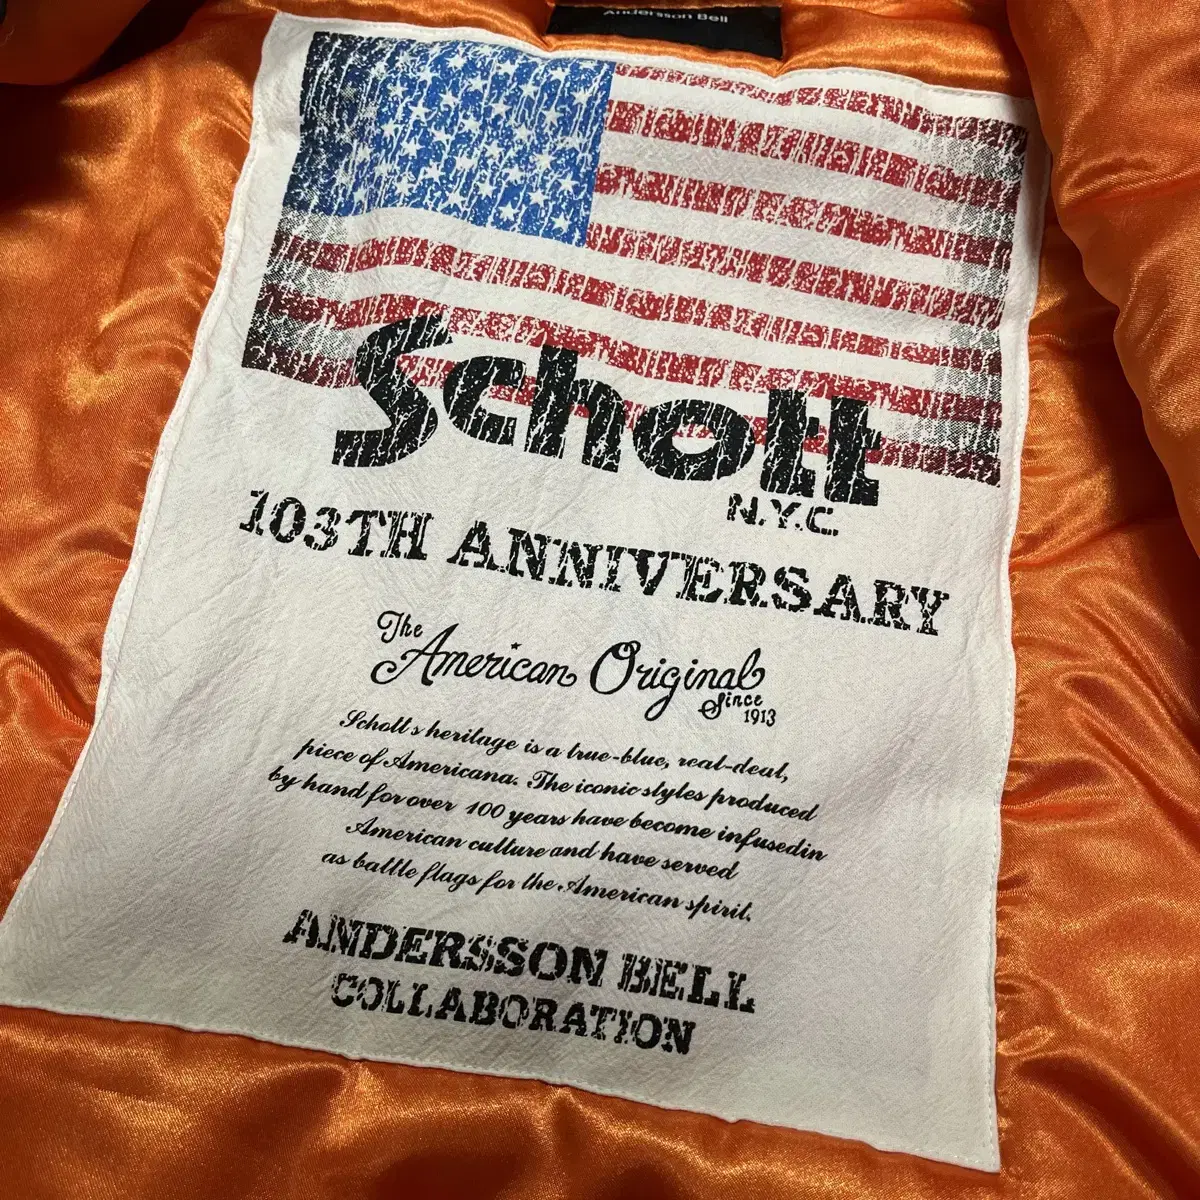 Andersson Bell
Schott
N.Y.C.
103TH ANNIVERSARY
The
American Original
Since
1913
Schott's heritage is a true-blue, real-deal,
piece of Americana. The iconic styles produced
by hand for over 100 years have become infusedin
American culture and have served
as battle flags for the American spirit.
ANDERSSON BELL
COLLABORATION